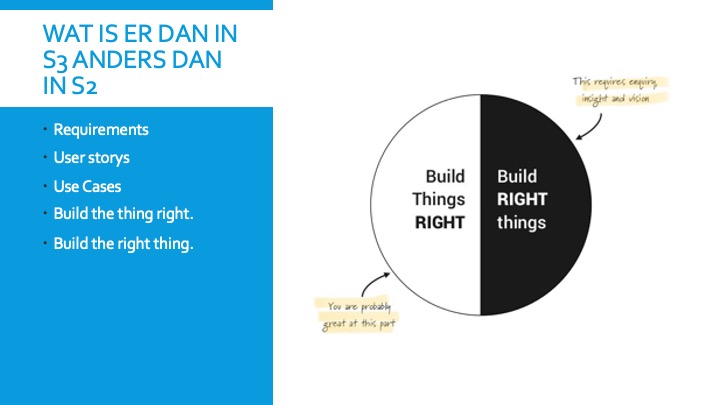 WAT IS ER DAN IN
S3 ANDERS DAN
IN S2
• Requirements
• User storys
• Use Cases
• Build the thing right.
• Build the right thing.
This requires enquiry,
insight and vision
Build
Things
RIGHT
Build
RIGHT
things
You are probably
great at this part